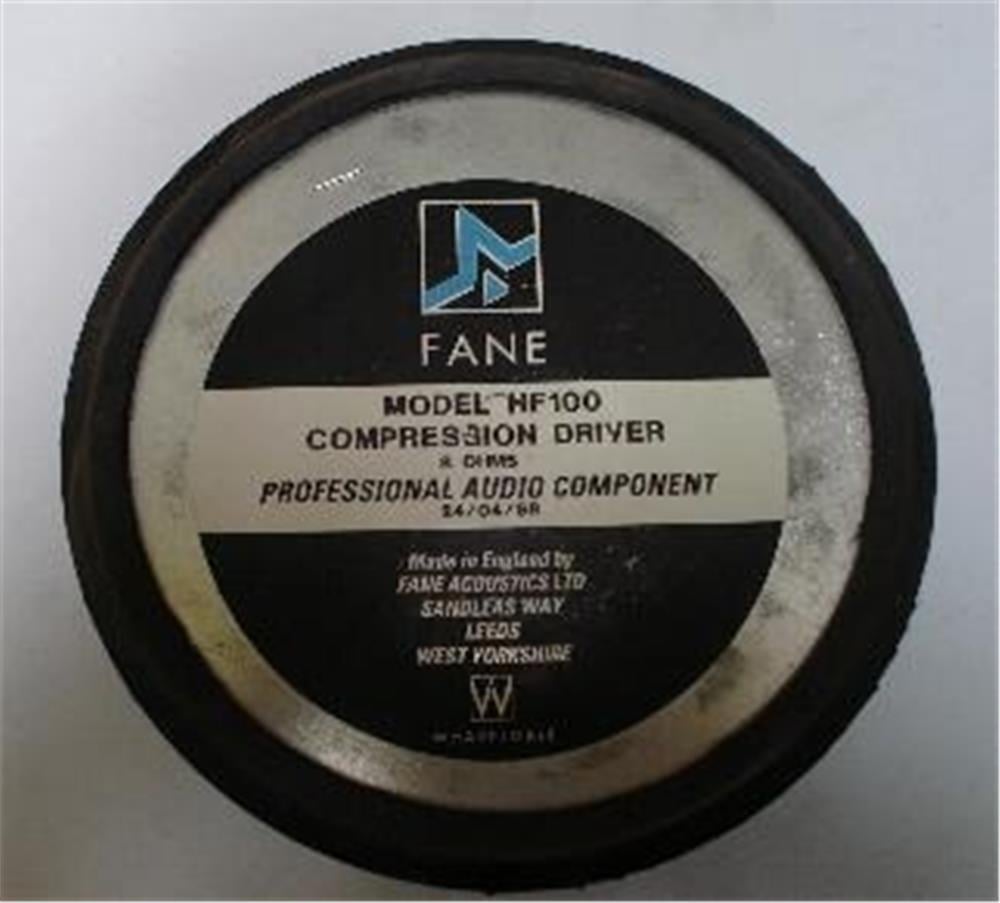 FANE
MODEL HF100
COMPRESSION DRIVER
8 OHMS
PROFESSIONAL AUDIO COMPONENT
Made in England by
FANE ACOUSTICS LTD
SANDLEAS WAY
LEEDS
WEST YORKSHIRE
W
WHARFEDALE